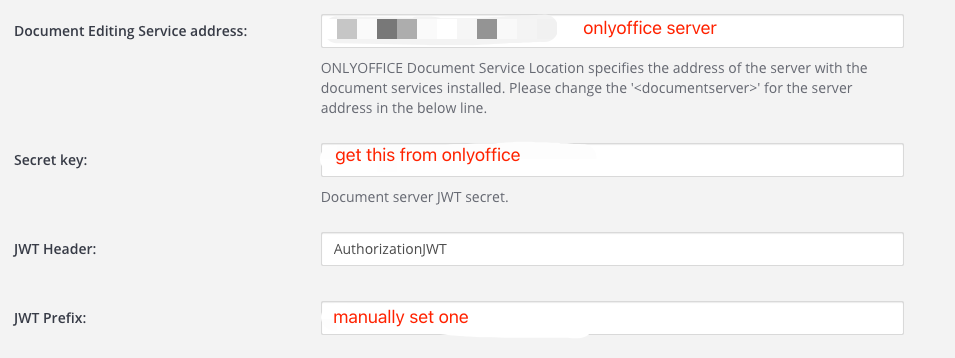 Document Editing Service address:
onlyoffice server
ONLYOFFICE Document Service Location specifies the address of the server with the
document services installed. Please change the '<documentserver>' for the server
address in the below line.
Secret key:
get this from onlyoffice
Document server JWT secret.
JWT Header:
AuthorizationJWT
JWT Prefix:
manually set one